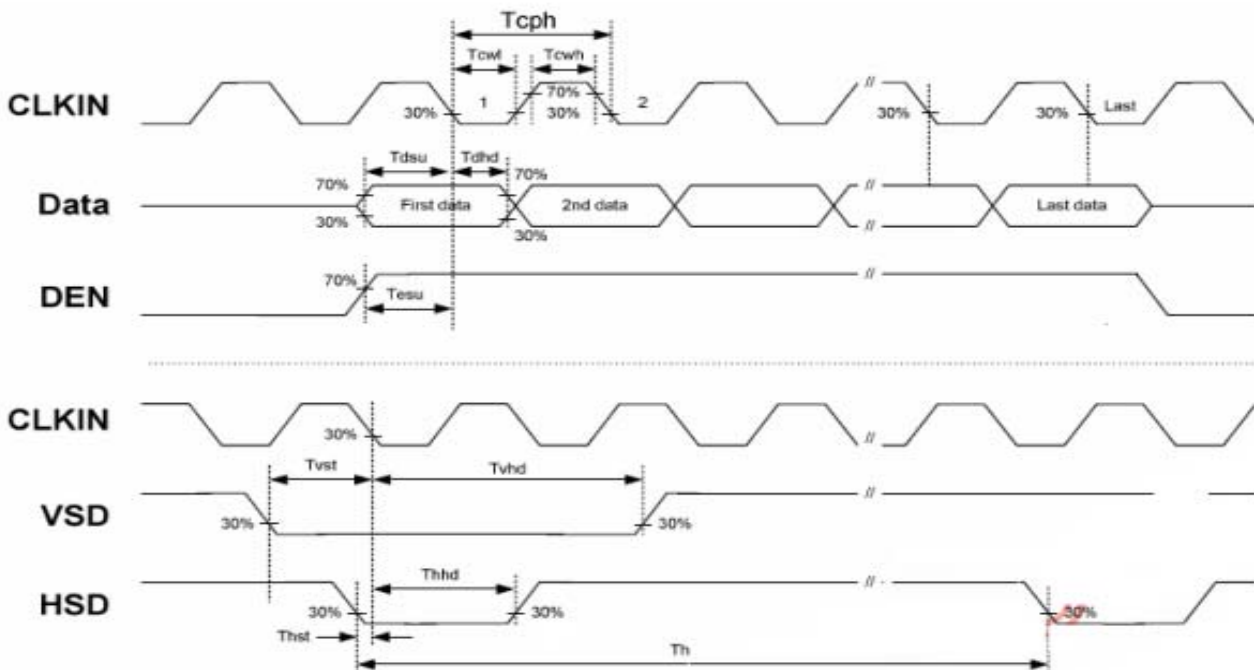 Tcph
Tcwl Tcwh
CLKIN 30% 1 70% 30% 2 30% 30% Last
Tdsu Tdhd
70% 70%
Data First data 2nd data Last data
30% 30%
70%
DEN Tesu
CLKIN 30%
Tvst Tvhd
VSD 30% 30%
Thhd
HSD 30% 30% 30%
Thst
Th